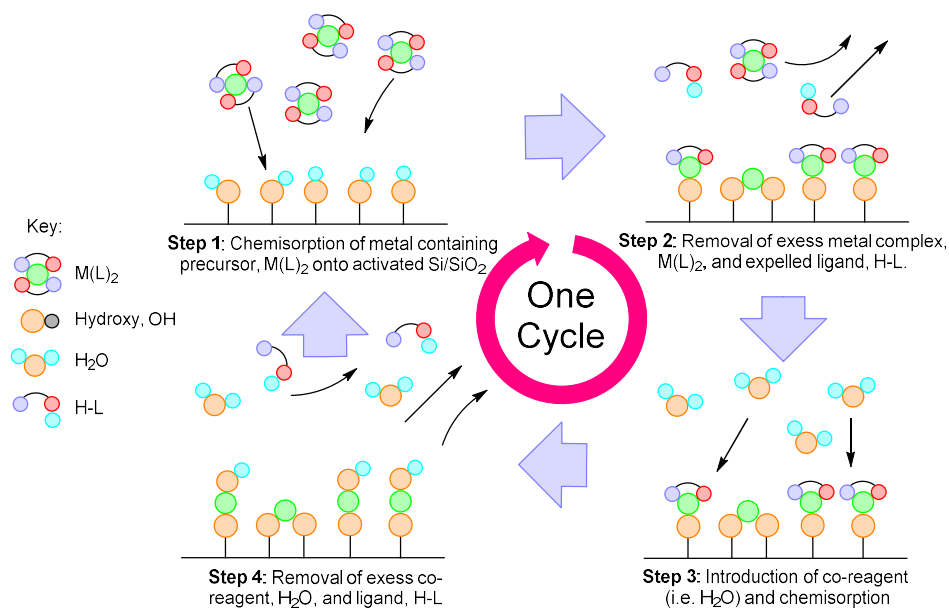 Step 1: Chemisorption of metal containing
precursor, M(L)2 onto activated Si/SiO2
Step 2: Removal of exess metal complex,
M(L)2, and expelled ligand, H-L.
Key:
M(L)2
Hydroxy, OH
H2O
H-L
One
Cycle
Step 4: Removal of exess co-
reagent, H2O, and ligand, H-L
Step 3: Introduction of co-reagent
(i.e. H2O) and chemisorption